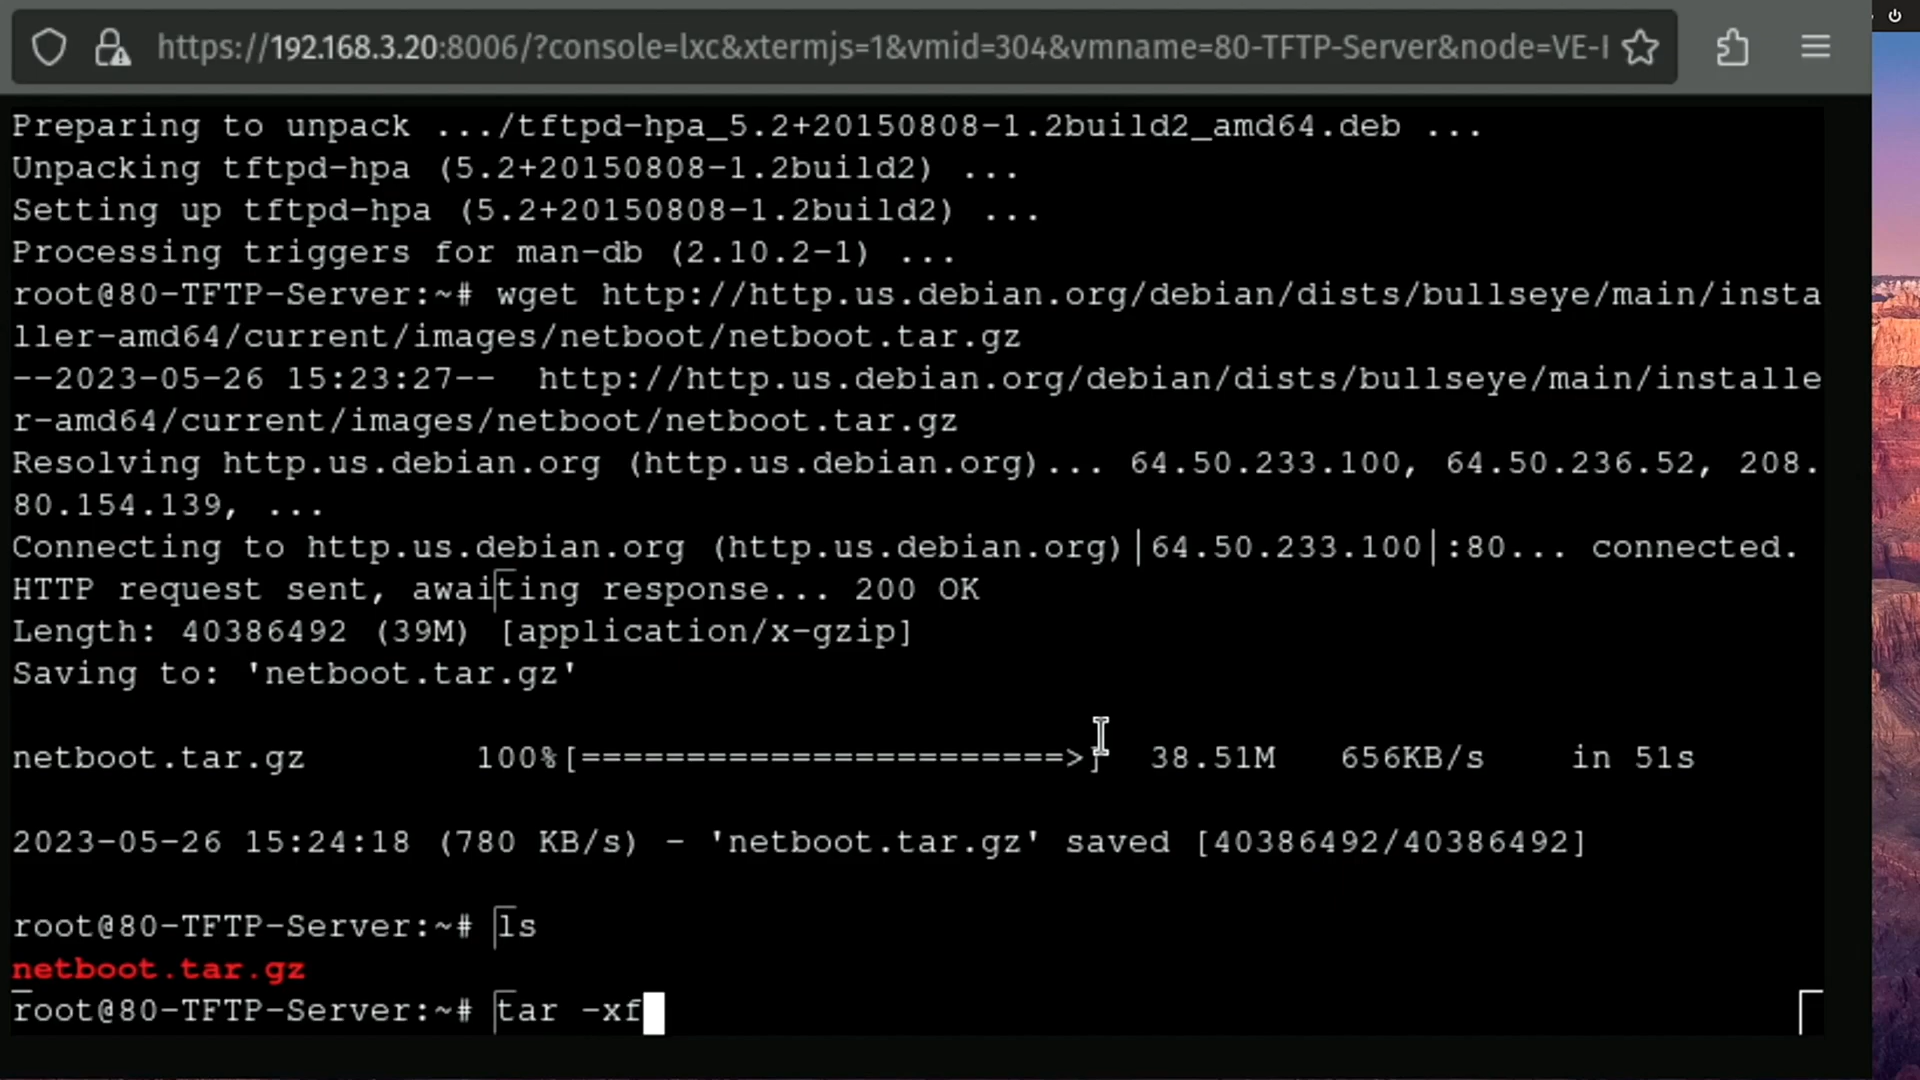 https://192.168.3.20:8006/?console=lxc&xtermjs=1&vmid=304&vmname=80-TFTP-Server&node=VE-
Preparing to unpack .../tftpd-hpa_5.2+20150808-1.2build2_amd64.deb ...
Unpacking tftpd-hpa (5.2+20150808-1.2build2) ...
Setting up tftpd-hpa (5.2+20150808-1.2build2) ...
Processing triggers for man-db (2.10.2-1) ...
root@80-TFTP-Server:~# wget http://http.us.debian.org/debian/dists/bullseye/main/insta
ller-amd64/current/images/netboot/netboot.tar.gz
--2023-05-26 15:23:27--  http://http.us.debian.org/debian/dists/bullseye/main/installe
r-amd64/current/images/netboot/netboot.tar.gz
Resolving http.us.debian.org (http.us.debian.org)... 64.50.233.100, 64.50.236.52, 208.
80.154.139, ...
Connecting to http.us.debian.org (http.us.debian.org)|64.50.233.100|:80... connected.
HTTP request sent, awaiting response... 200 OK
Length: 40386492 (39M) [application/x-gzip]
Saving to: 'netboot.tar.gz'
netboot.tar.gz 100%[=======================>] 38.51M 656KB/s in 51s
2023-05-26 15:24:18 (780 KB/s) - 'netboot.tar.gz' saved [40386492/40386492]
root@80-TFTP-Server:~# ls
netboot.tar.gz
root@80-TFTP-Server:~# tar -xf